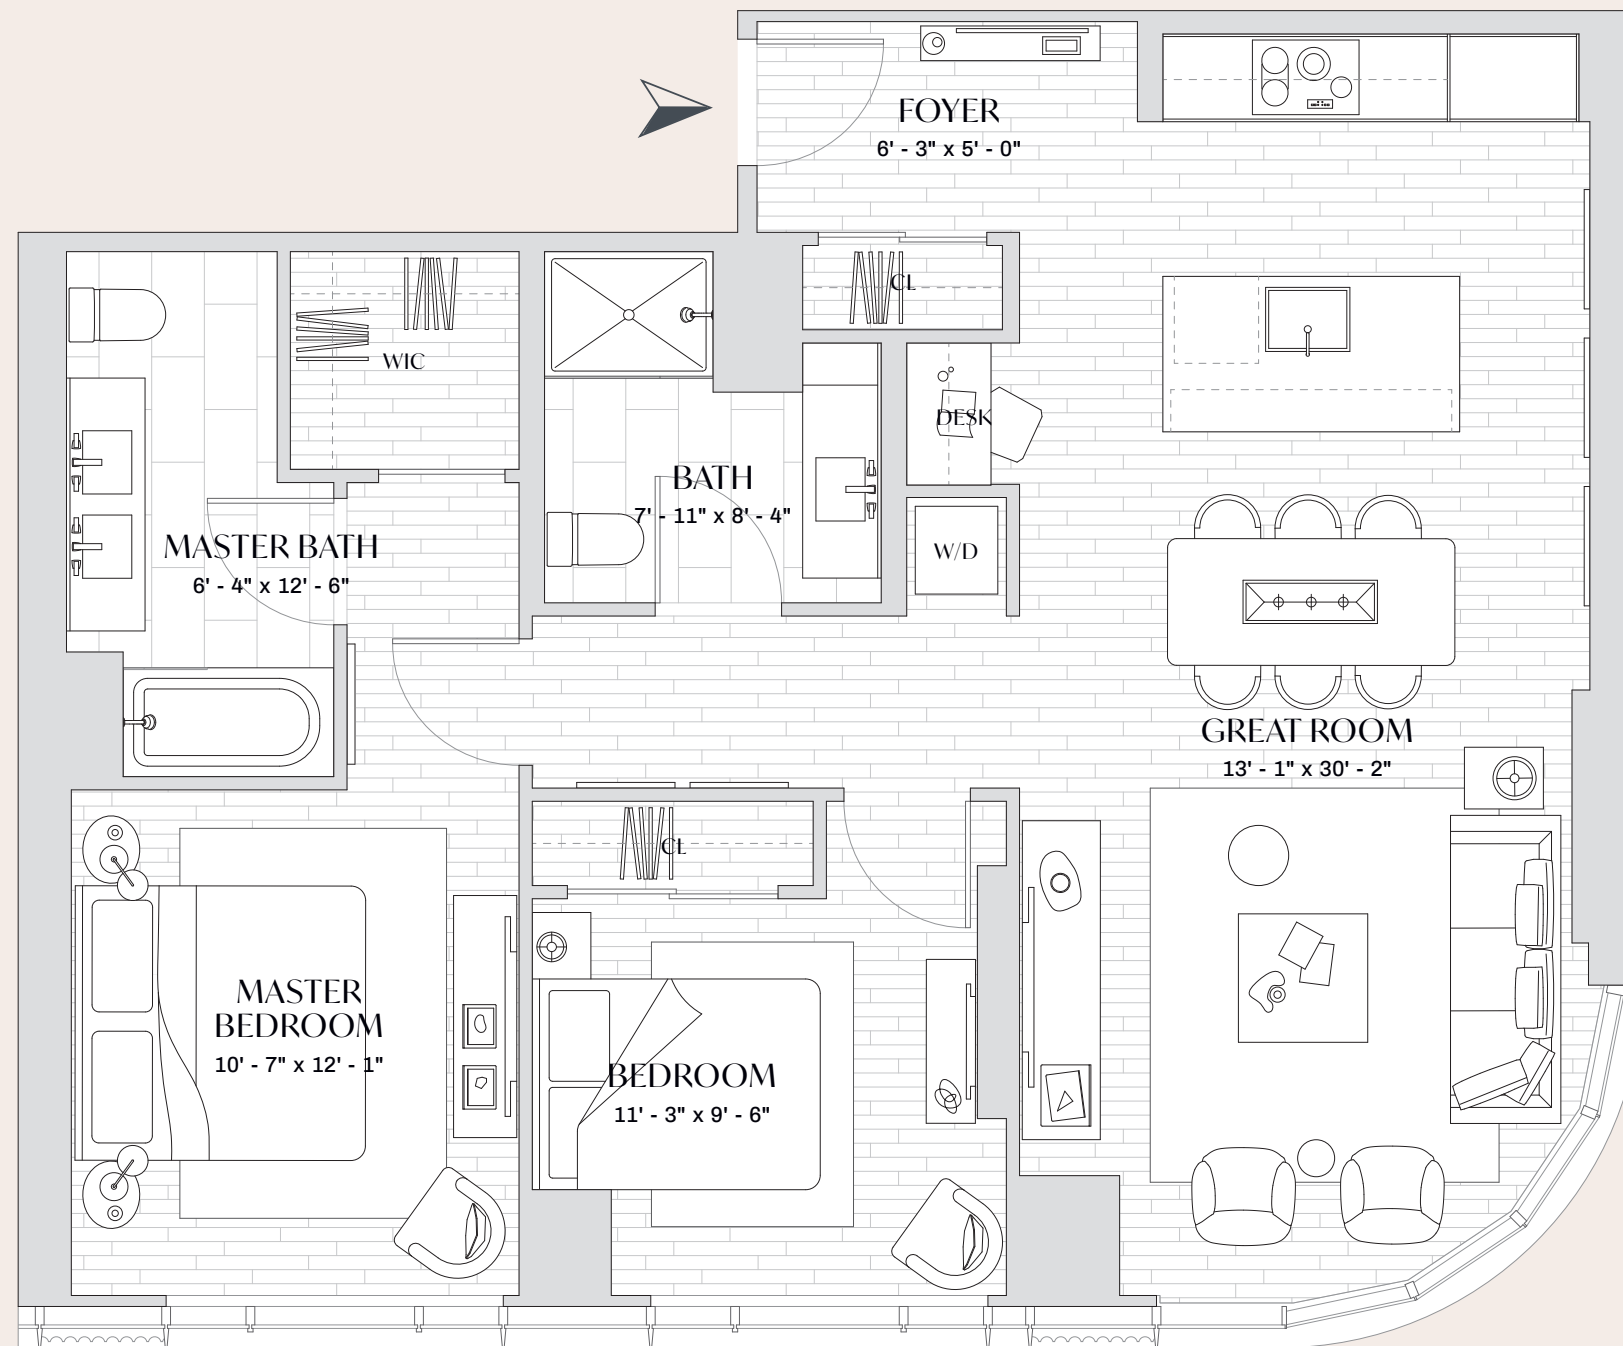 FOYER
6' - 3" x 5' - 0"
CL
WIC
DESK
BATH
7' - 11" x 8' - 4"
W/D
MASTER BATH
6' - 4" x 12' - 6"
GREAT ROOM
13' - 1" x 30' - 2"
CL
MASTER
BEDROOM
10' - 7" x 12' - 1"
BEDROOM
11' - 3" x 9' - 6"